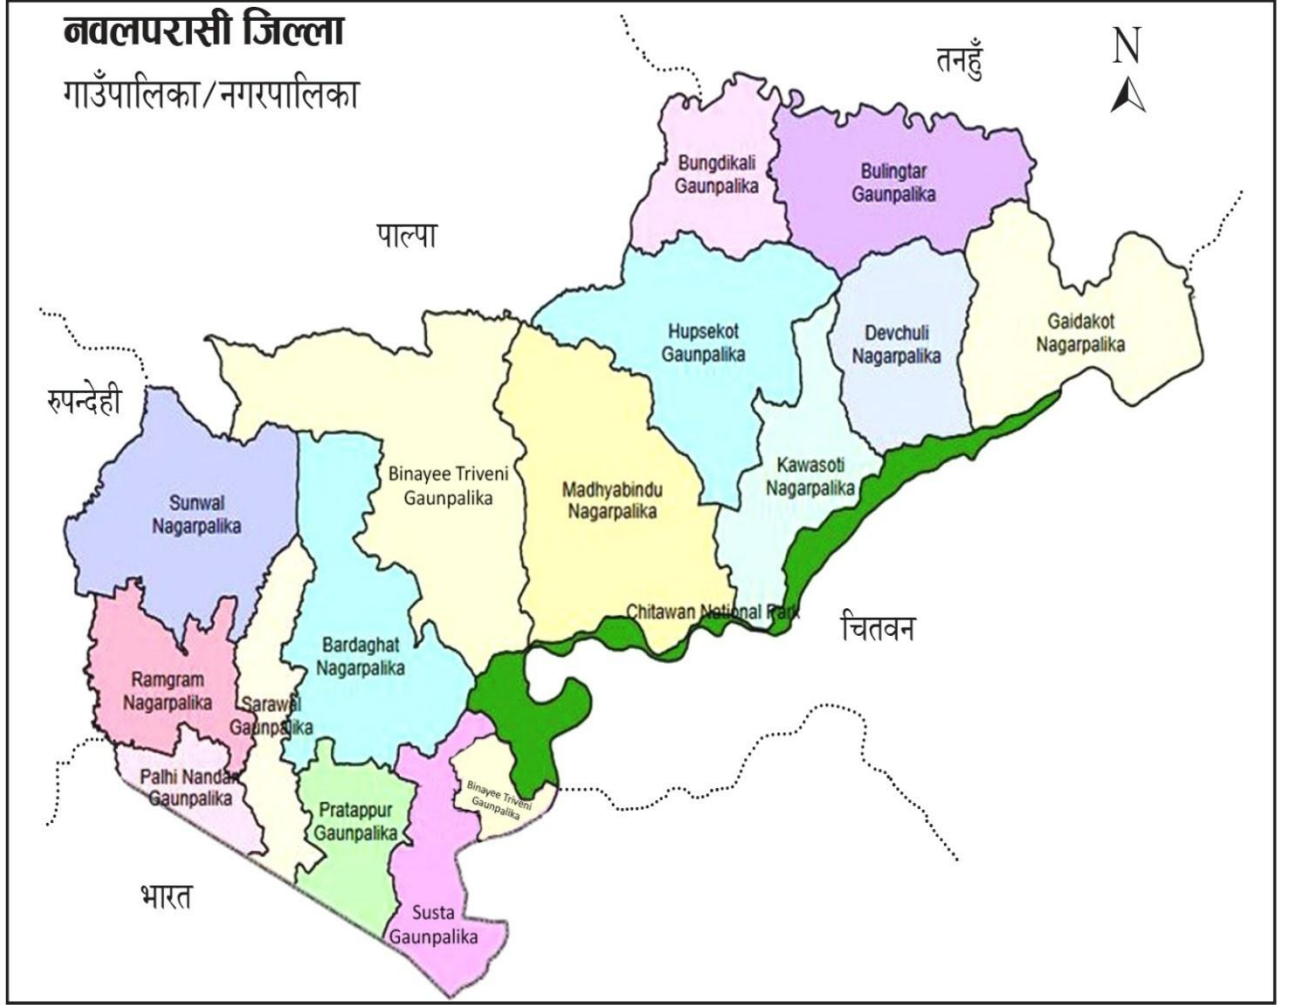 नवलपरासी जिल्ला
गाउँपालिका/नगरपालिका
तनहुँ
N
Bungdikali
Gaunpalika
Bulingtar
Gaunpalika
पाल्पा
Hupsekot
Gaunpalika
Devchuli
Nagarpalika
Gaidakot
Nagarpalika
रुपन्देही
Sunwal
Nagarpalika
Binayee Triveni
Gaunpalika
Madhyabindu
Nagarpalika
Kawasoti
Nagarpalika
Chitawan National Park
चितवन
Bardaghat
Nagarpalika
Ramgram
Nagarpalika
Sarawal
Gaunpalika
Palhi Nandan
Gaunpalika
Pratappur
Gaunpalika
Binayee Triveni
Gaunpalika
भारत
Susta
Gaunpalika